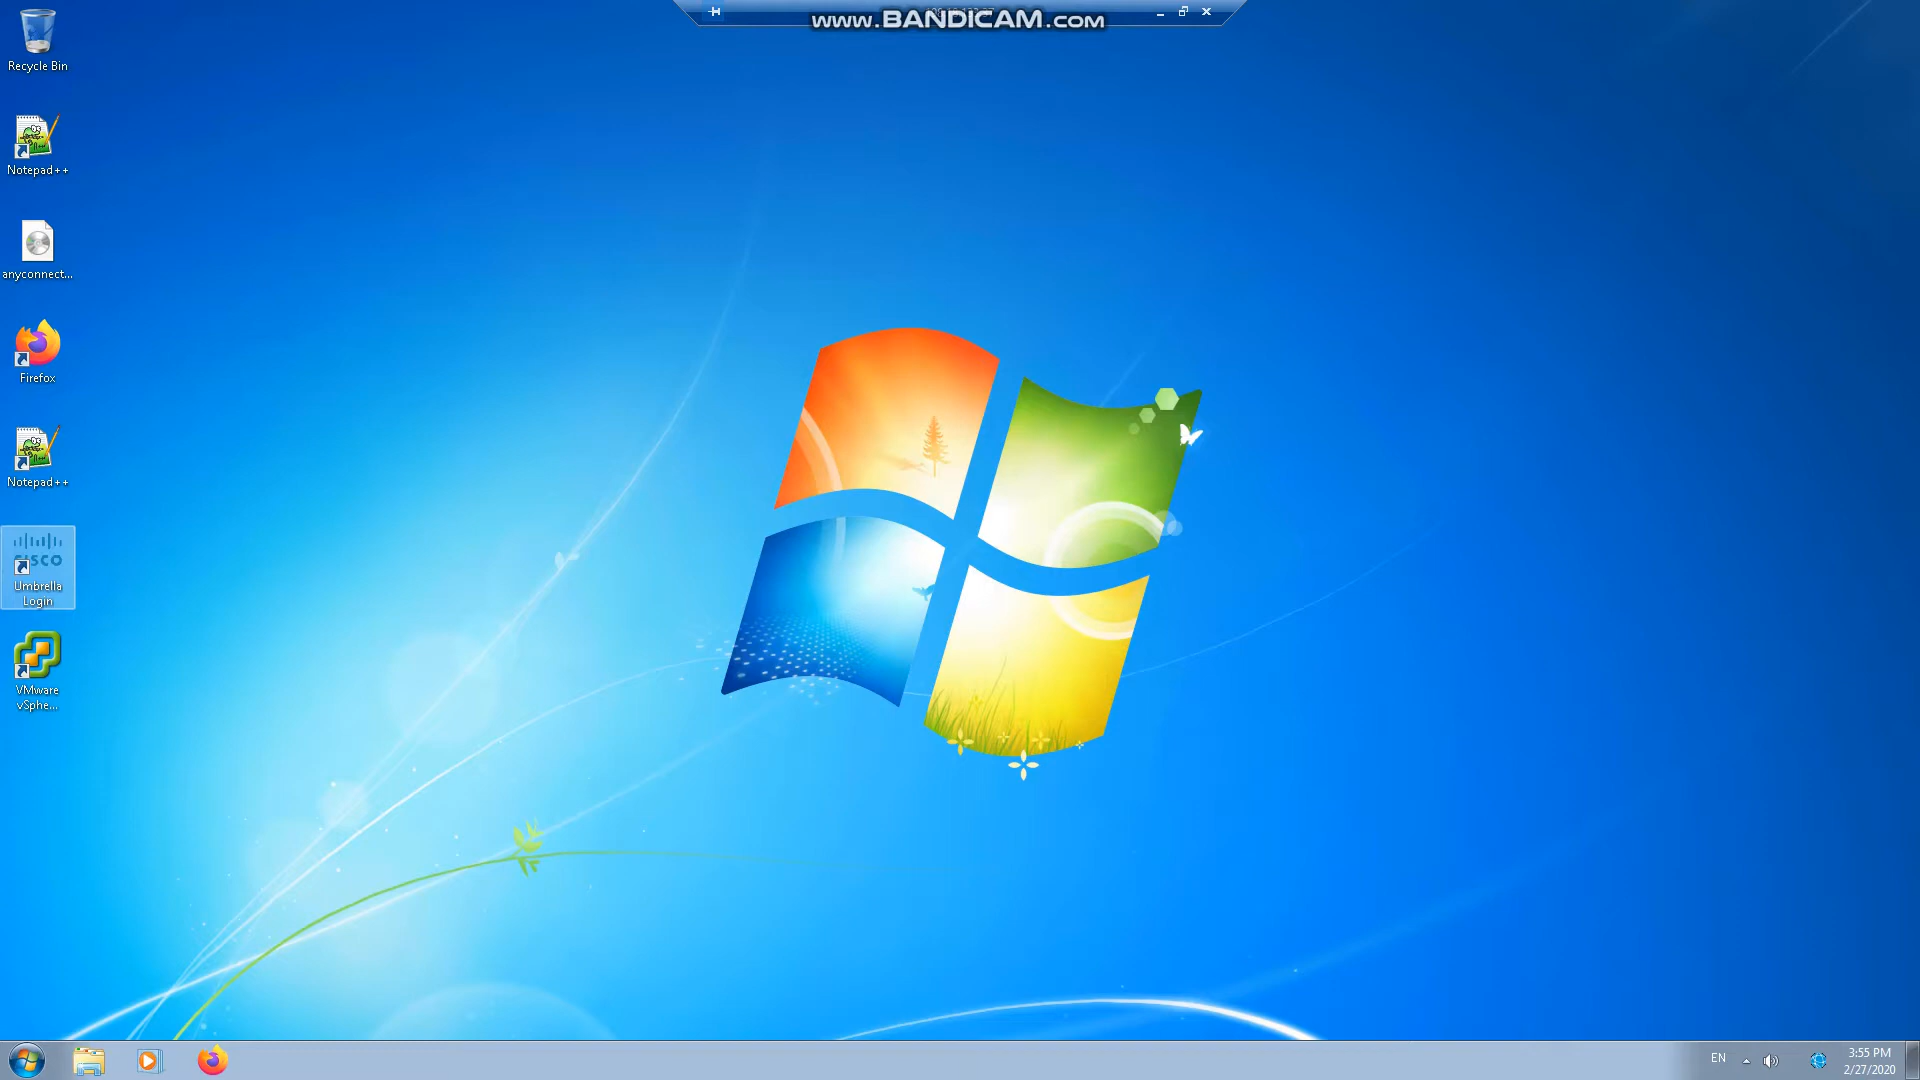 www.BANDICAM.com
Recycle Bin
Notepad++
anyconnect...
Firefox
Notepad++
CISCO
Umbrella
Login
VMware
vSphe...
EN
3:55 PM
2/27/2020